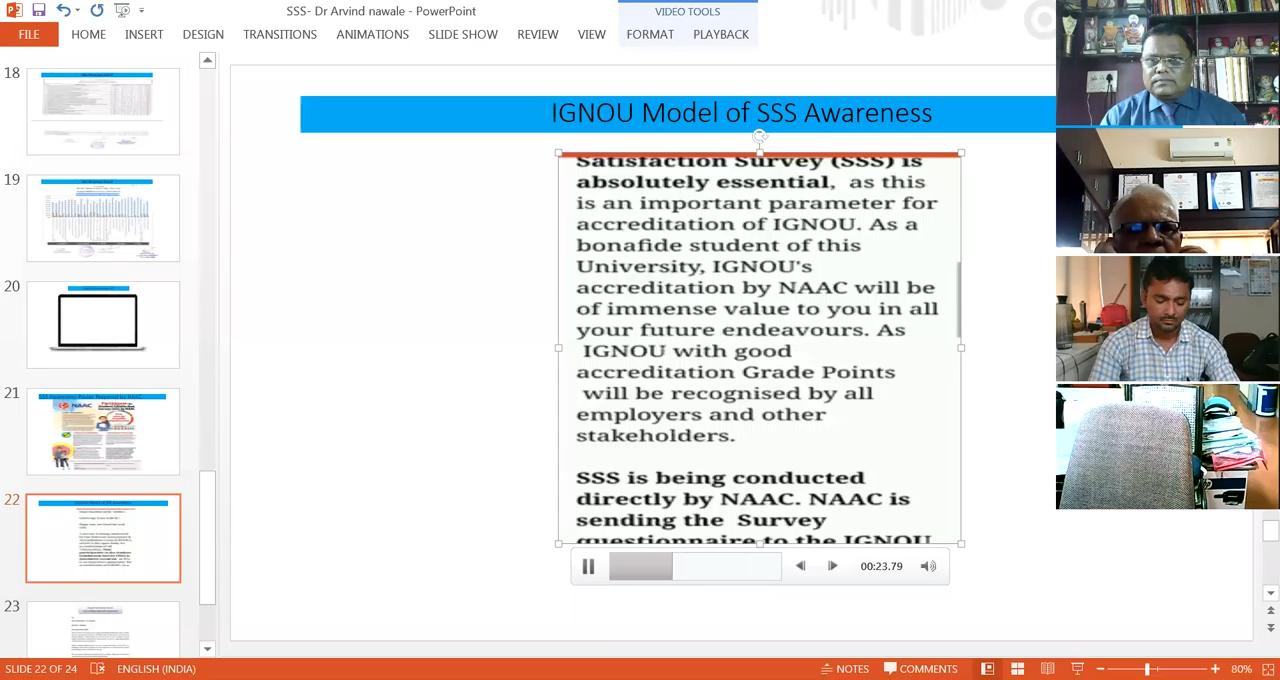 SSS- Dr Arvind nawale - PowerPoint
VIDEO TOOLS
FILE HOME INSERT DESIGN TRANSITIONS ANIMATIONS SLIDE SHOW REVIEW VIEW FORMAT PLAYBACK
18
19
20
21
NAAC
22
23
IGNOU Model of SSS Awareness
Satisfaction Survey (SSS) is
absolutely essential, as this
is an important parameter for
accreditation of IGNOU. As a
bonafide student of this
University, IGNOU's
accreditation by NAAC will be
of immense value to you in all
your future endeavours. As
IGNOU with good
accreditation Grade Points
will be recognised by all
employers and other
stakeholders.
SSS is being conducted
directly by NAAC. NAAC is
sending the Survey
questionnaire to the IGNOU
00:23.79
SLIDE 22 OF 24 ENGLISH (INDIA) NOTES COMMENTS 80%